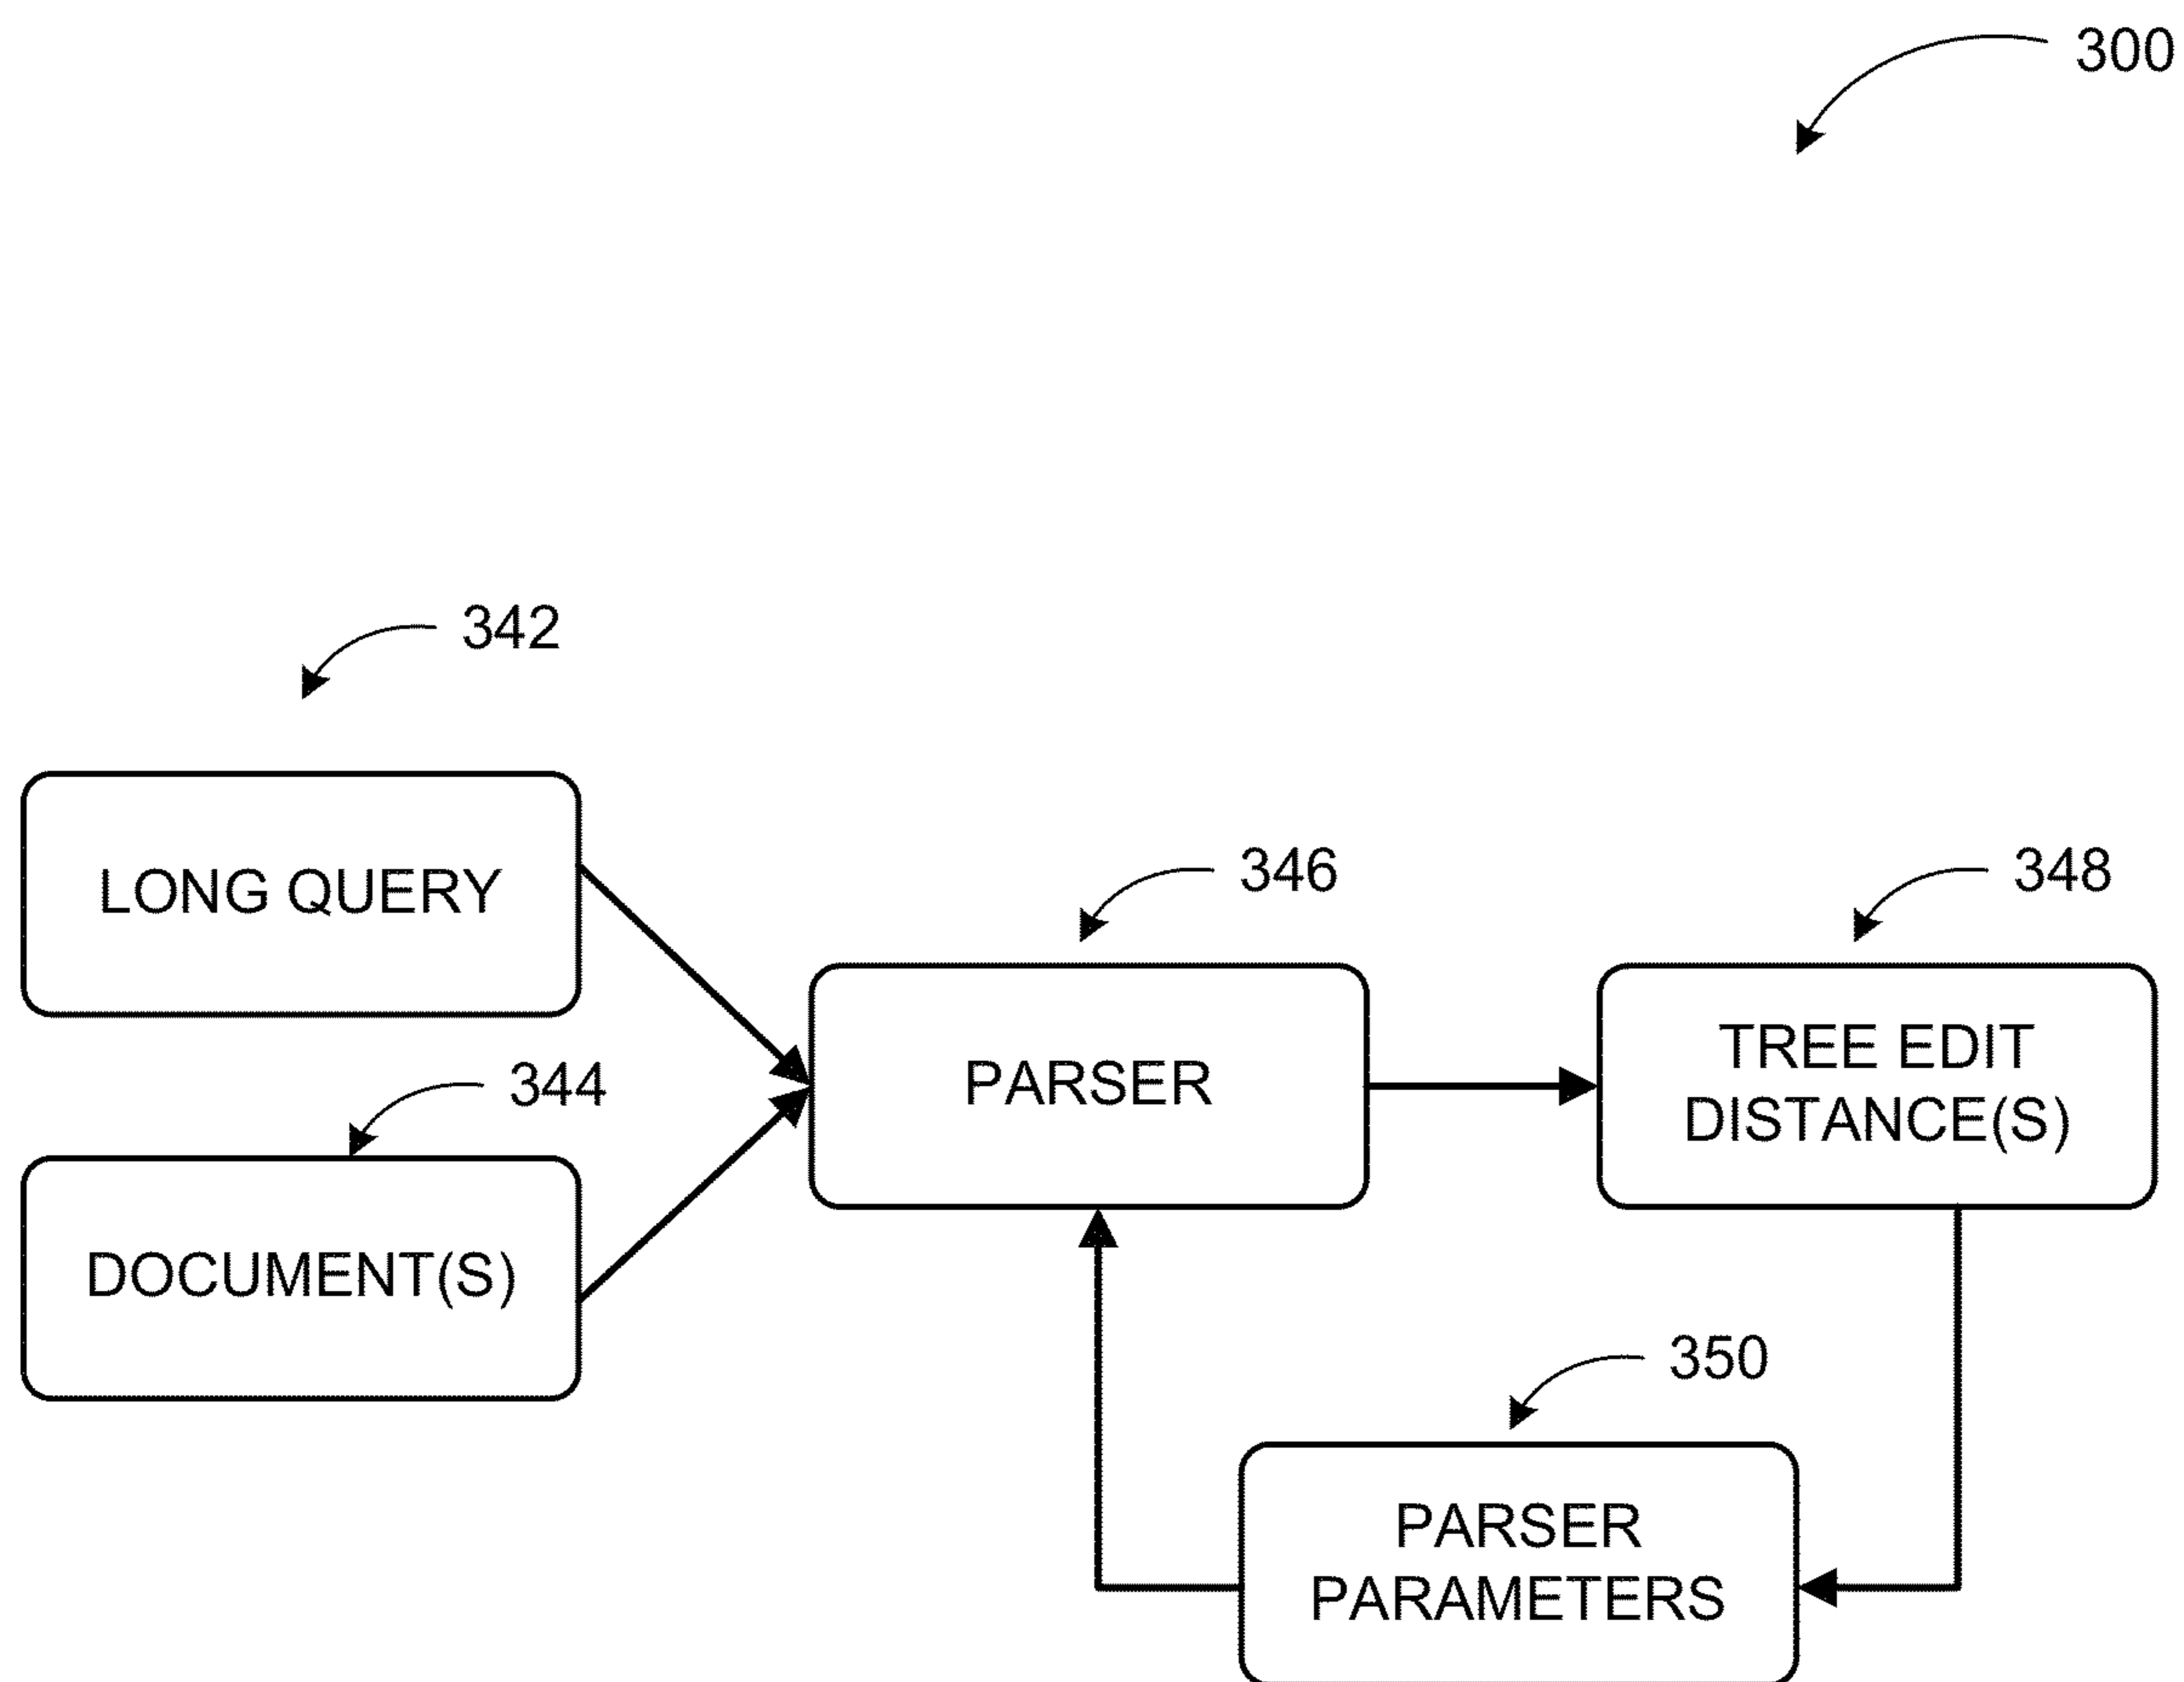 300
342
LONG QUERY
346
348
PARSER
TREE EDIT
DISTANCE(S)
344
DOCUMENT(S)
350
PARSER
PARAMETERS